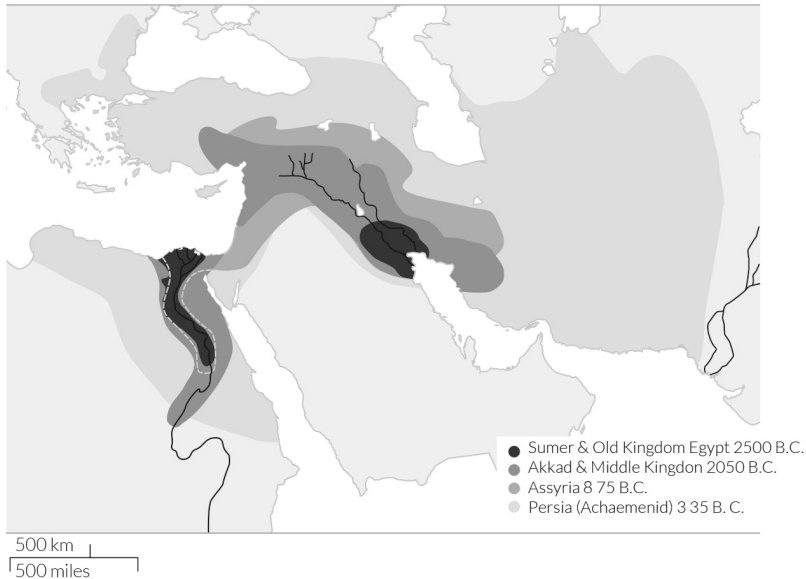 Sumer & Old Kingdom Egypt 2500 B.C.
Akkad & Middle Kingdon 2050 B.C.
Assyria 8 75 B.C.
Persia (Achaemenid) 3 35 B. C.
500 km
500 miles